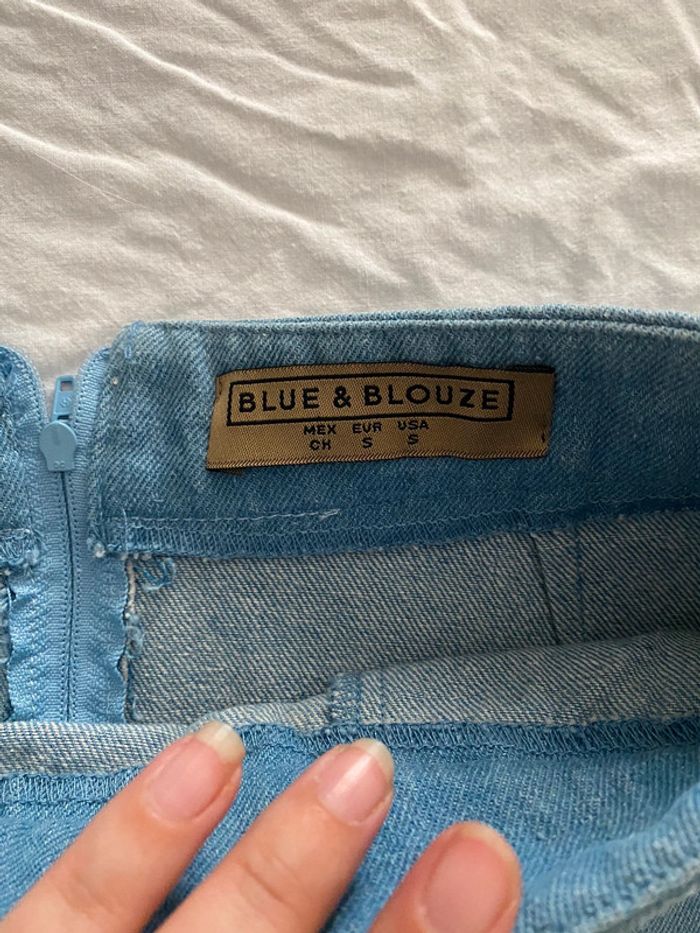 BLUE & BLOUZE
MEX EUR USA
CH S S